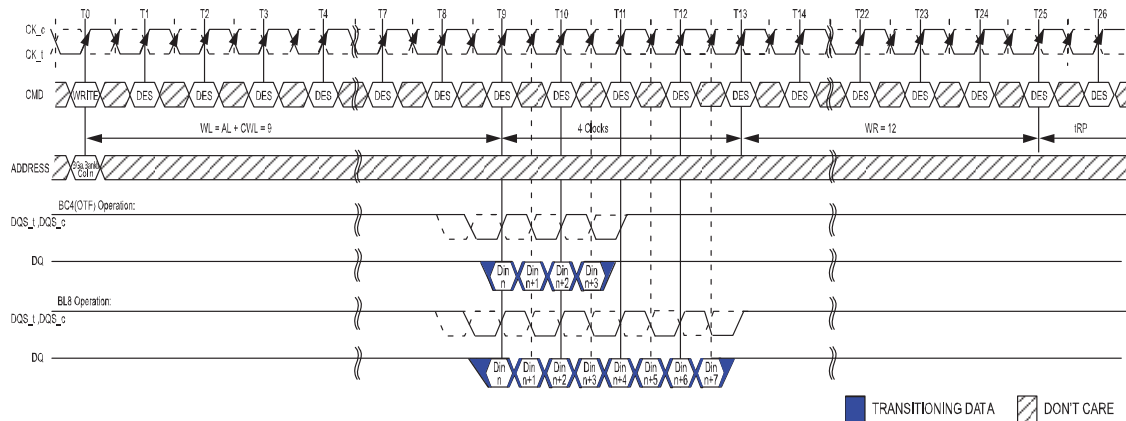 T0 T1 T2 T3 T4 T7 T8 T9 T10 T11 T12 T13 T14 T22 T23 T24 T25 T26
CK_c
CK_t
CMD WRITE DES DES DES DES DES DES DES DES DES DES DES DES DES DES DES DES DES
WL = AL + CWL = 9 4 Clocks WR = 12 tRP
ADDRESS
Col n
BC4(OTF) Operation:
DQS_t ,DQS_c
DQ Din n Din n+1 Din n+2 Din n+3
BL8 Operation:
DQS_t ,DQS_c
DQ Din n Din n+1 Din n+2 Din n+3 Din n+4 Din n+5 Din n+6 Din n+7
TRANSITIONING DATA DON'T CARE